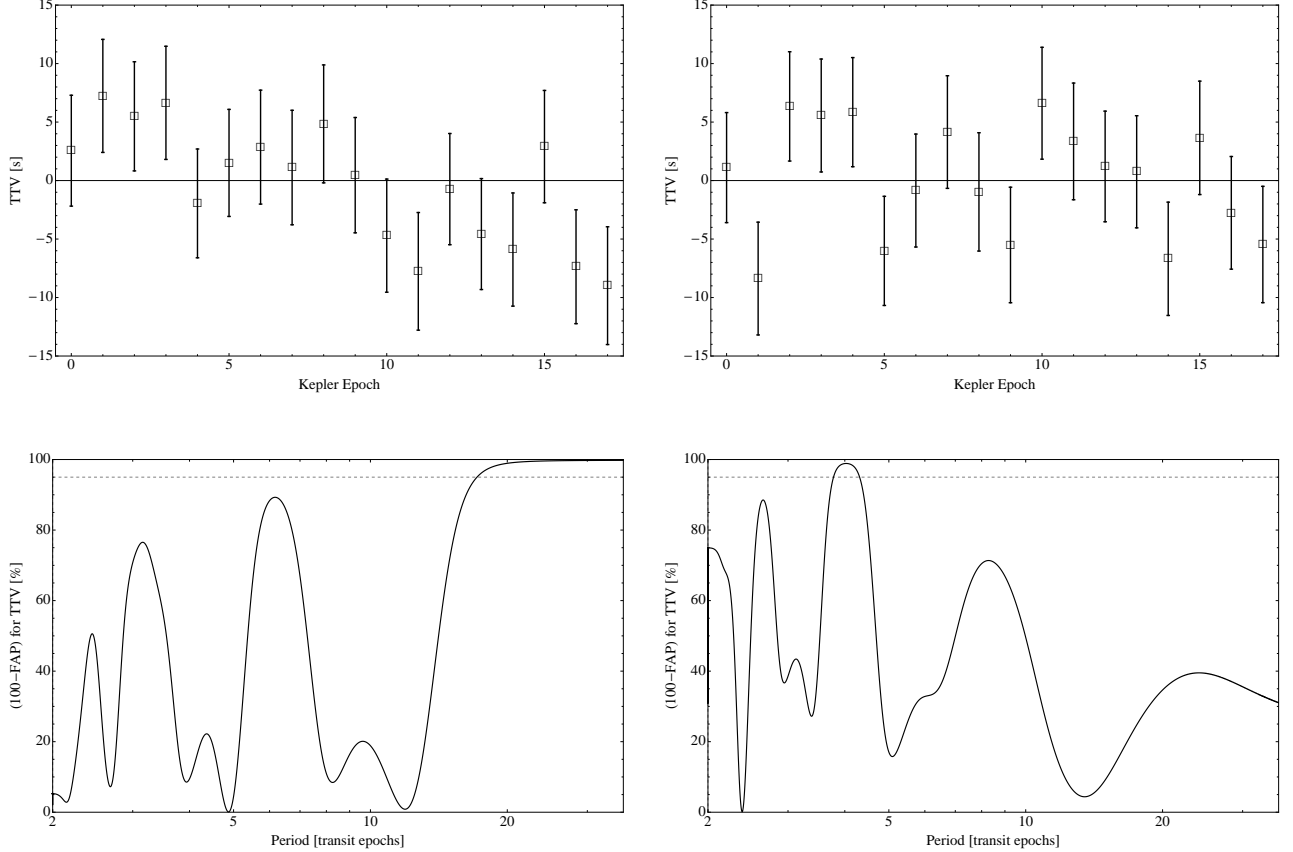 15
10
5
0
−5
−10
−15
TTV [s]
0 5 10 15
Kepler Epoch
15
10
5
0
−5
−10
−15
TTV [s]
0 5 10 15
Kepler Epoch
100
80
60
40
20
0
(100−FAP) for TTV [%]
2 5 10 20
Period [transit epochs]
100
80
60
40
20
0
(100−FAP) for TTV [%]
2 5 10 20
Period [transit epochs]